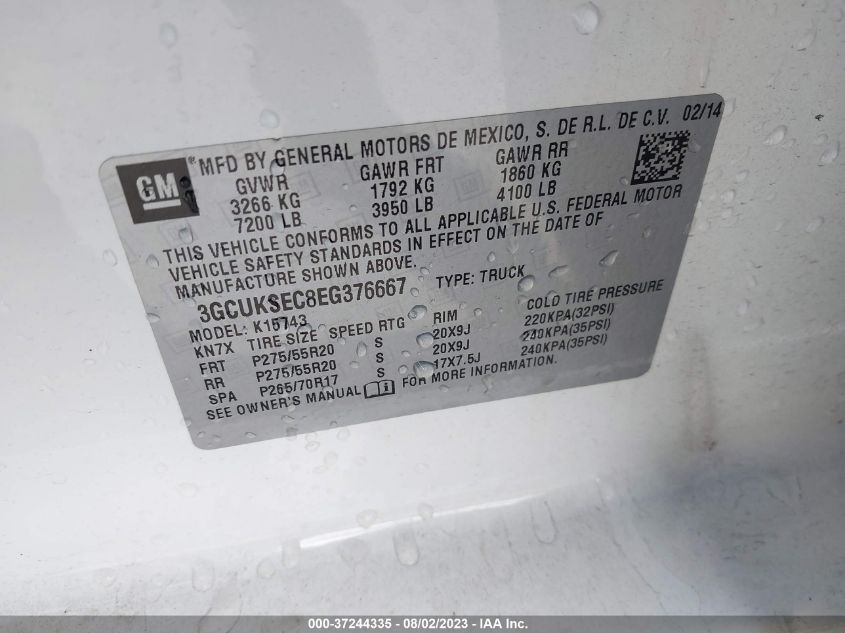 GM ® MFD BY GENERAL MOTORS DE MEXICO, S. DE R.L. DE C.V. 02/14
GVWR GAWR FRT GAWR RR
3266 KG 1792 KG 1860 KG
7200 LB 3950 LB 4100 LB
THIS VEHICLE CONFORMS TO ALL APPLICABLE U.S. FEDERAL MOTOR
VEHICLE SAFETY STANDARDS IN EFFECT ON THE DATE OF
MANUFACTURE SHOWN ABOVE.
3GCUKSEC8EG376667 TYPE: TRUCK
MODEL: K15743
KN7X TIRE SIZE SPEED RTG RIM COLD TIRE PRESSURE
FRT P275/55R20 S 20X9J 220KPA(32PSI)
RR P275/55R20 S 20X9J 240KPA(35PSI)
SPA P265/70R17 S 17X7.5J 240KPA(35PSI)
SEE OWNER'S MANUAL FOR MORE INFORMATION.
000-37244335 - 08/02/2023 - IAA Inc.